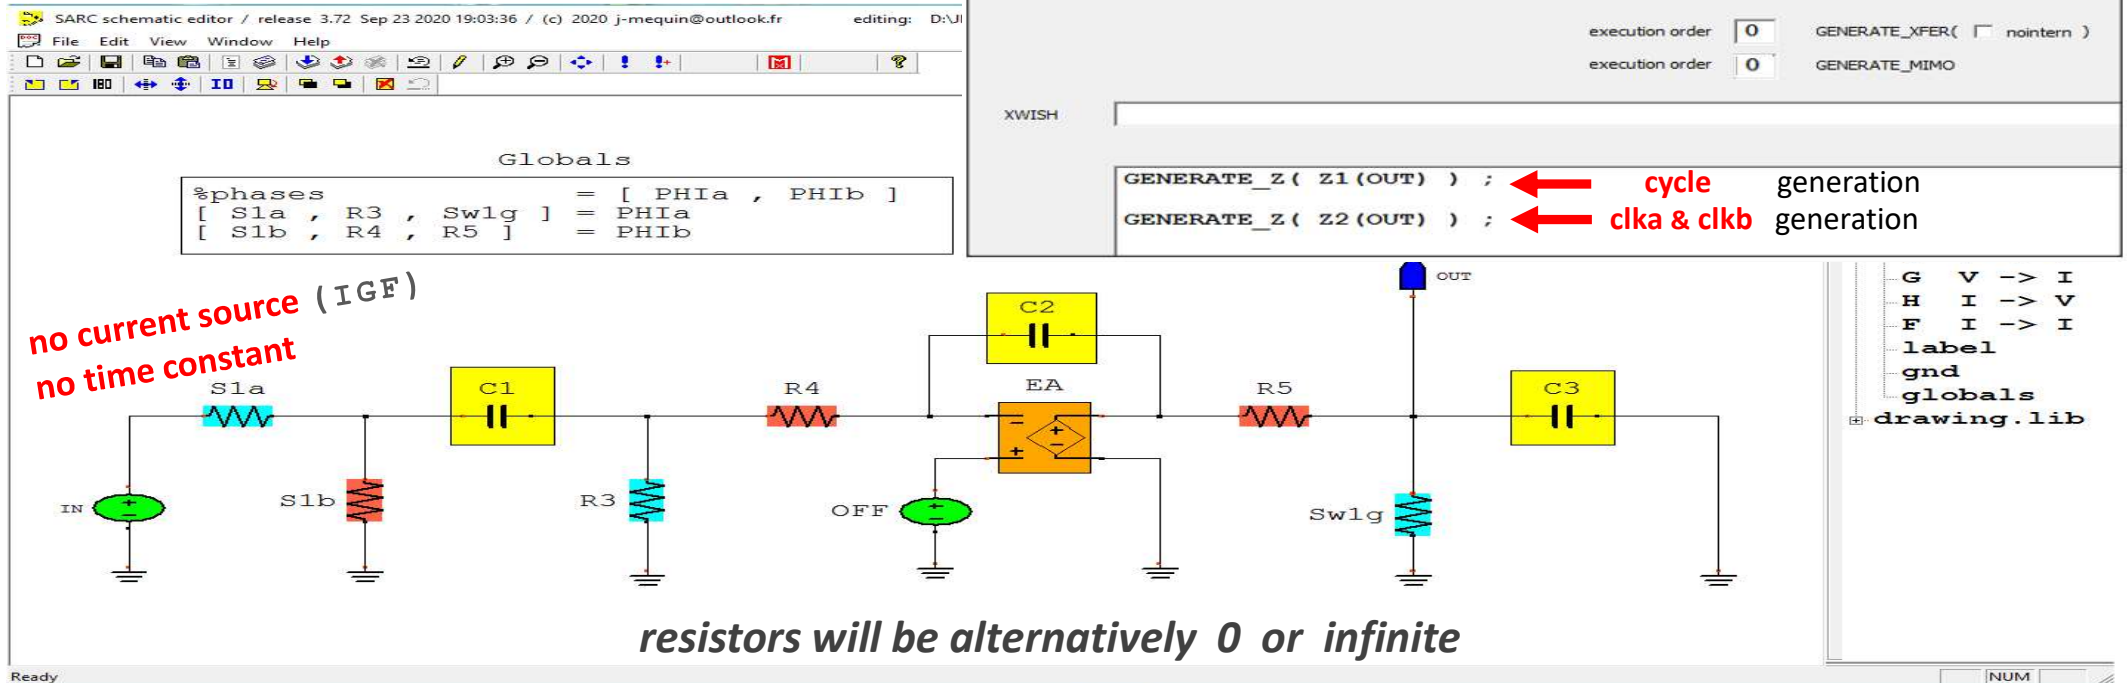 SARC schematic editor / release 3.72 Sep 23 2020 19:03:36 / (c) 2020 j-mequin@outlook.fr editing: D:\JI
File Edit View Window Help
180
Globals
%phases = [ PHIa , PHIb ]
[ S1a , R3 , Sw1g ] = PHIa
[ S1b , R4 , R5 ] = PHIb
execution order 0 GENERATE_XFER( nointern )
execution order 0 GENERATE_MIMO
XWISH
GENERATE_Z( Z1(OUT) ) ; cycle generation
GENERATE_Z( Z2(OUT) ) ; clka & clkb generation
no current source (IGF)
no time constant
OUT
G V -> I
H I -> V
F I -> I
label
gnd
globals
drawing.lib
C2
S1a C1 R4 EA R5 C3
IN S1b R3 OFF Sw1g
resistors will be alternatively 0 or infinite
Ready NUM